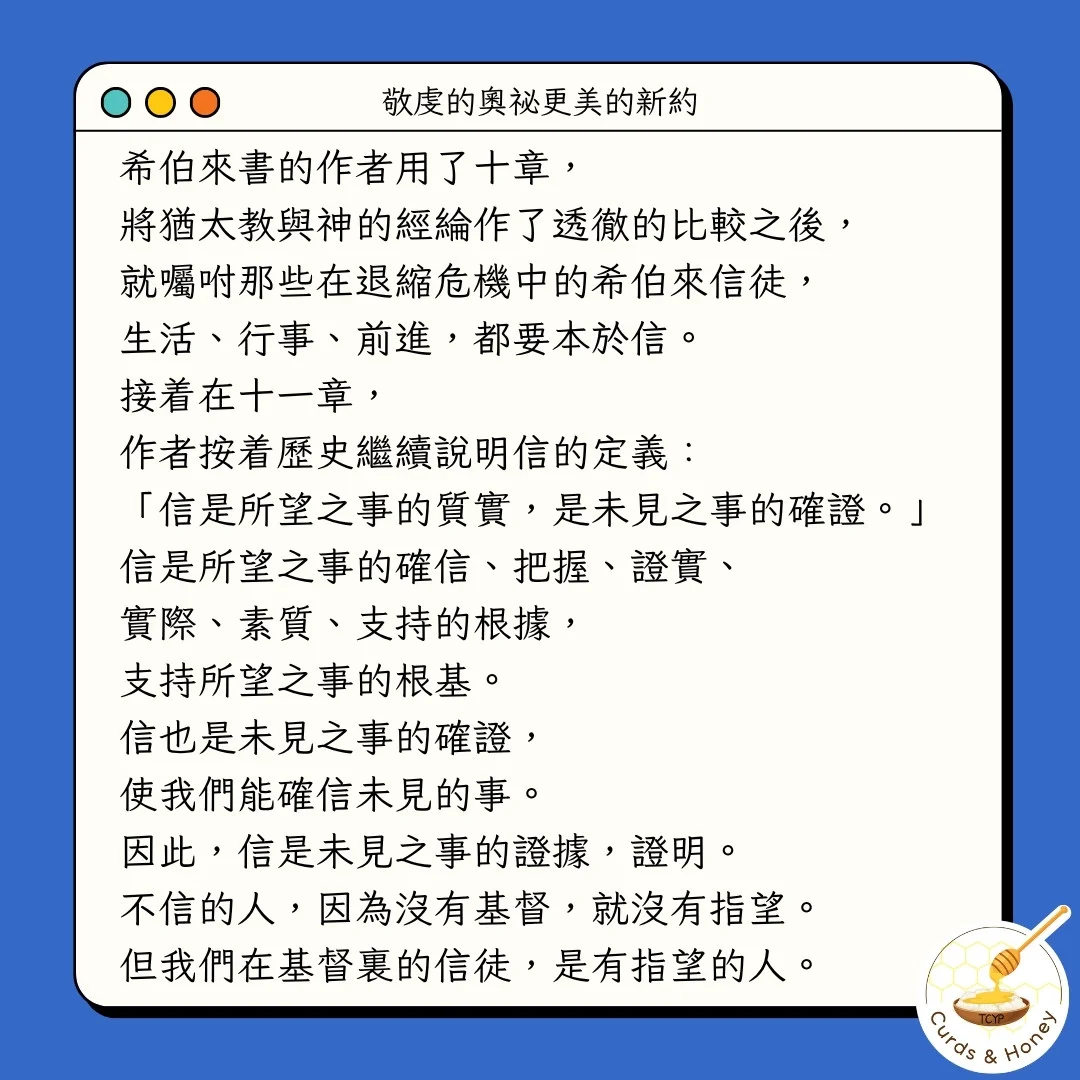 敬虔的奧祕更美的新約
希伯來書的作者用了十章，
將猶太教與神的經綸作了透徹的比較之後，
就囑咐那些在退縮危機中的希伯來信徒，
生活、行事、前進，都要本於信。
接着在十一章，
作者按着歷史繼續說明信的定義：
「信是所望之事的質實，是未見之事的確證。」
信是所望之事的確信、把握、證實、
實際、素質、支持的根據，
支持所望之事的根基。
信也是未見之事的確證，
使我們能確信未見的事。
因此，信是未見之事的證據，證明。
不信的人，因為沒有基督，就沒有指望。
但我們在基督裏的信徒，是有指望的人。
TCYP
Curds & Honey